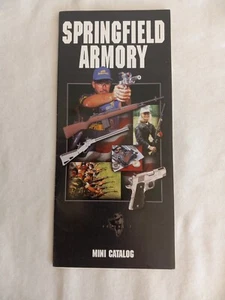 SPRINGFIELD
ARMORY
MINI CATALOG